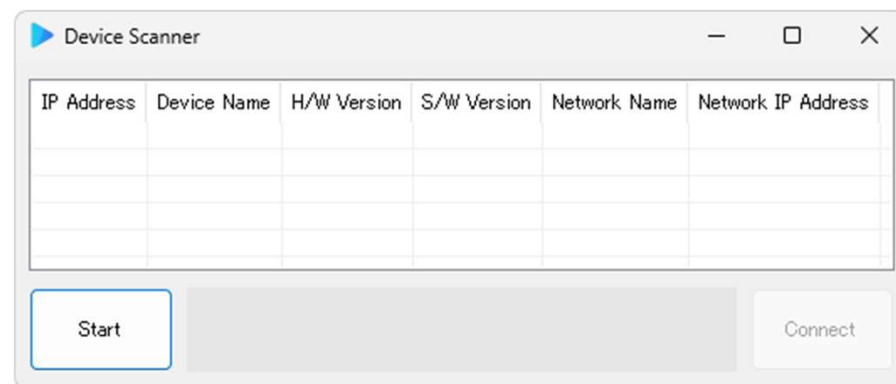 Device Scanner
IP Address Device Name H/W Version S/W Version Network Name Network IP Address
Start Connect